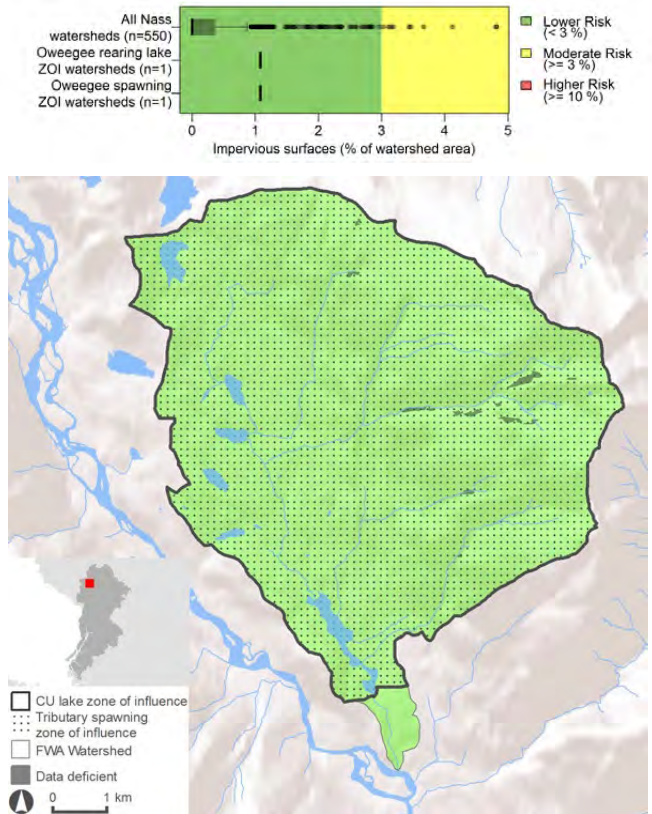 All Nass
watersheds (n=550)
Oweegee rearing lake
ZOI watersheds (n=1)
Oweegee spawning
ZOI watersheds (n=1)
0 1 2 3 4 5
Impervious surfaces (% of watershed area)
Lower Risk
(< 3 %)
Moderate Risk
(>= 3 %)
Higher Risk
(>= 10 %)
CU lake zone of influence
Tributary spawning
zone of influence
FWA Watershed
Data deficient
0 1 km